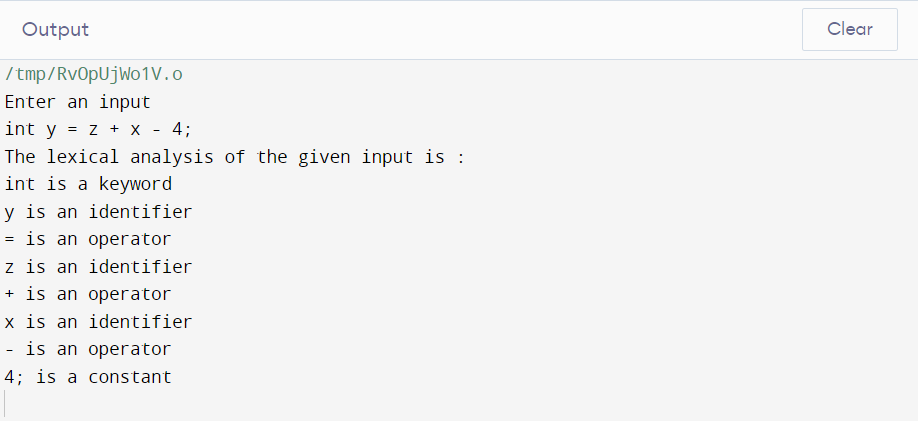 Output
Clear
/tmp/RvOpUjWo1V.o
Enter an input
int y = z + x - 4;
The lexical analysis of the given input is :
int is a keyword
y is an identifier
= is an operator
z is an identifier
+ is an operator
x is an identifier
- is an operator
4; is a constant